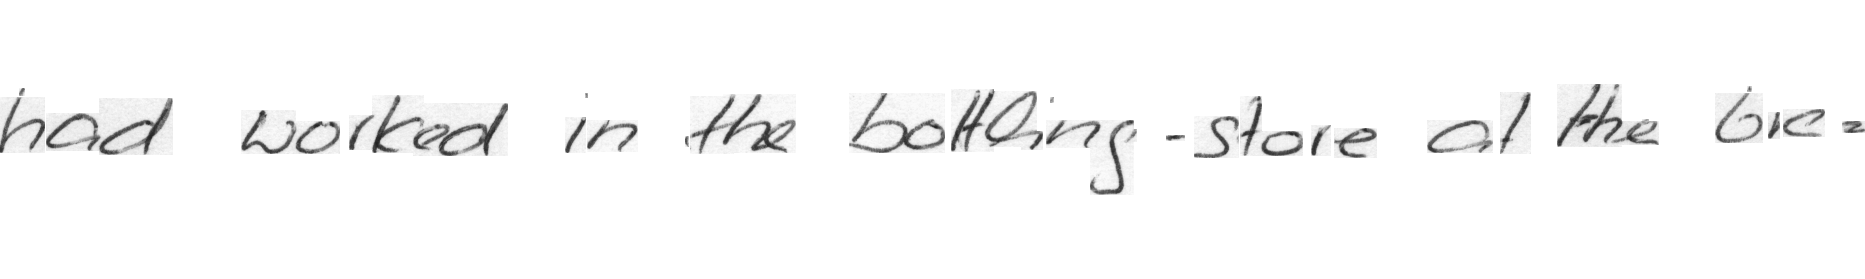 had worked in the bottling-store at the bre-